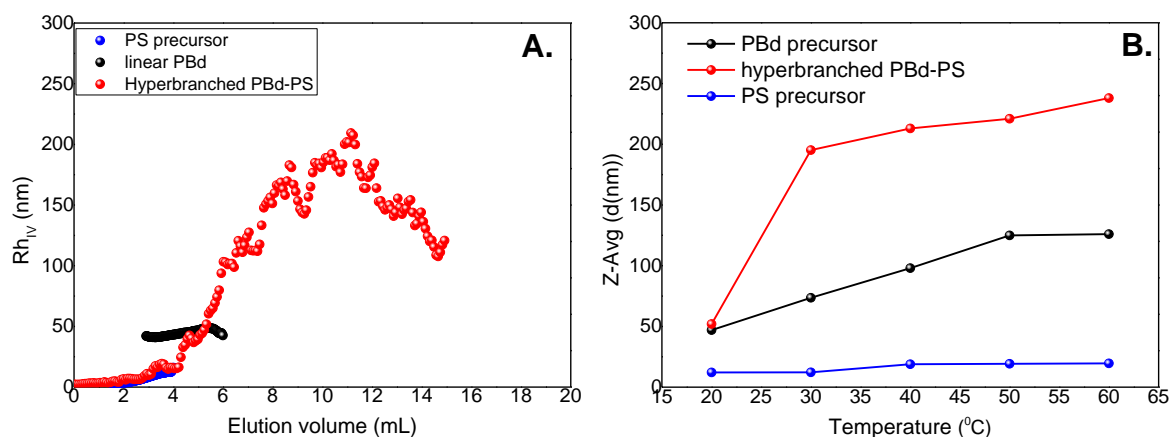 A.
PS precursor
linear PBd
Hyperbranched PBd-PS
Rh_IV (nm)
300
250
200
150
100
50
0
0 2 4 6 8 10 12 14 16 18 20
Elution volume (mL)
B.
PBd precursor
hyperbranched PBd-PS
PS precursor
Z-Avg (d(nm))
300
250
200
150
100
50
0
15 20 25 30 35 40 45 50 55 60 65
Temperature (⁰C)